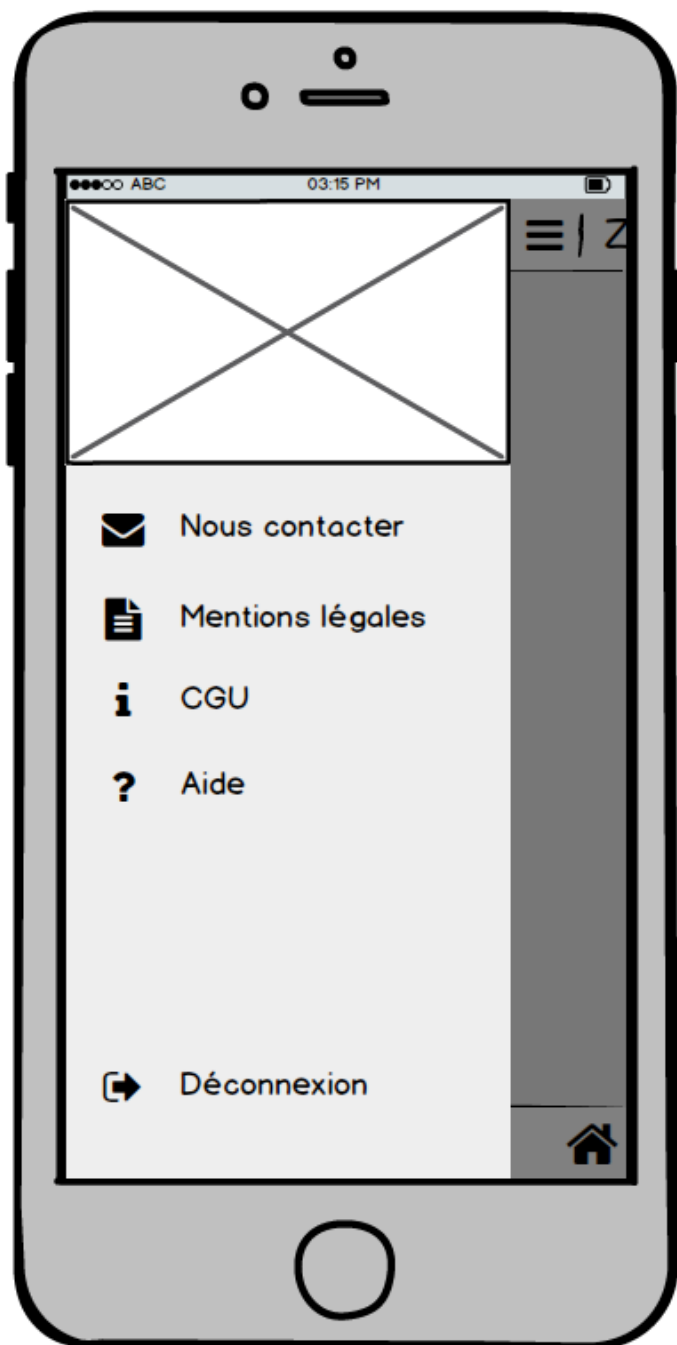 ABC 03:15 PM
Z
Nous contacter
Mentions légales
CGU
? Aide
Déconnexion